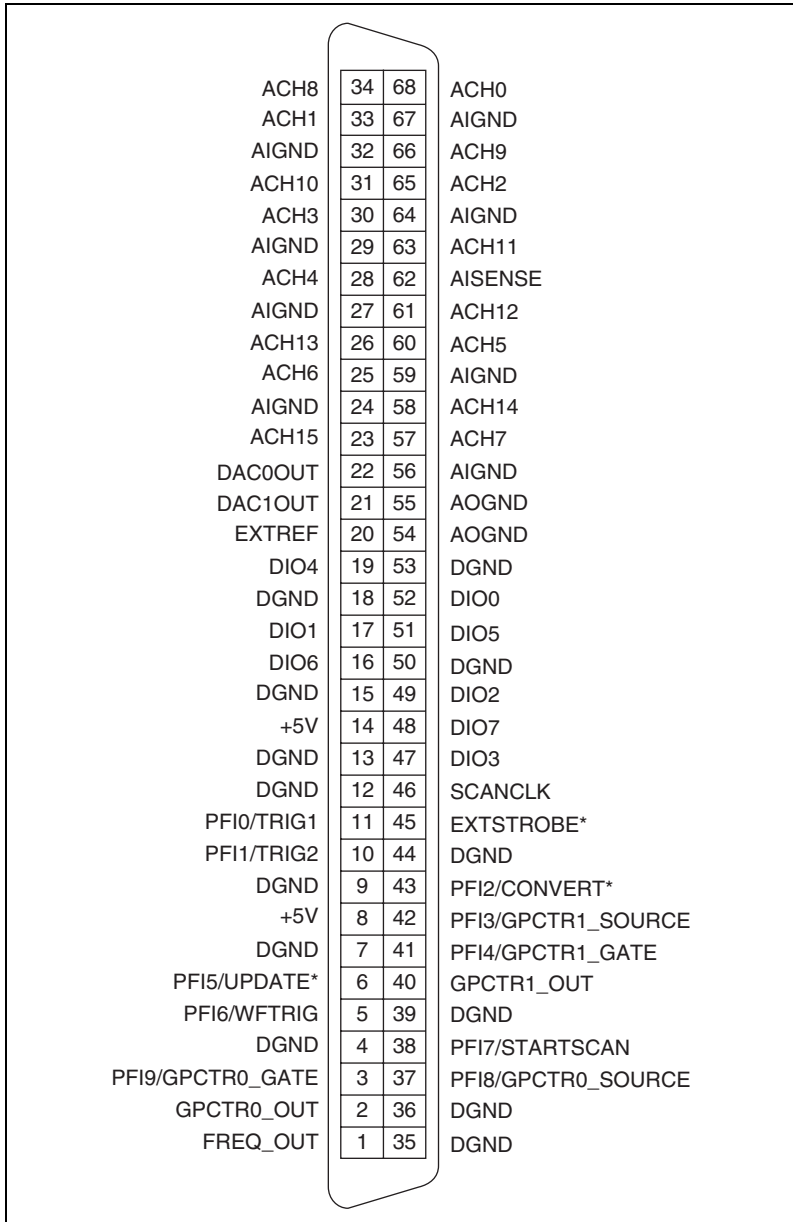 ACH8 34 68 ACH0
ACH1 33 67 AIGND
AIGND 32 66 ACH9
ACH10 31 65 ACH2
ACH3 30 64 AIGND
AIGND 29 63 ACH11
ACH4 28 62 AISENSE
AIGND 27 61 ACH12
ACH13 26 60 ACH5
ACH6 25 59 AIGND
AIGND 24 58 ACH14
ACH15 23 57 ACH7
DAC0OUT 22 56 AIGND
DAC1OUT 21 55 AOGND
EXTREF 20 54 AOGND
DIO4 19 53 DGND
DGND 18 52 DIO0
DIO1 17 51 DIO5
DIO6 16 50 DGND
DGND 15 49 DIO2
+5V 14 48 DIO7
DGND 13 47 DIO3
DGND 12 46 SCANCLK
PFI0/TRIG1 11 45 EXTSTROBE*
PFI1/TRIG2 10 44 DGND
DGND 9 43 PFI2/CONVERT*
+5V 8 42 PFI3/GPCTR1_SOURCE
DGND 7 41 PFI4/GPCTR1_GATE
PFI5/UPDATE* 6 40 GPCTR1_OUT
PFI6/WFTRIG 5 39 DGND
DGND 4 38 PFI7/STARTSCAN
PFI9/GPCTR0_GATE 3 37 PFI8/GPCTR0_SOURCE
GPCTR0_OUT 2 36 DGND
FREQ_OUT 1 35 DGND